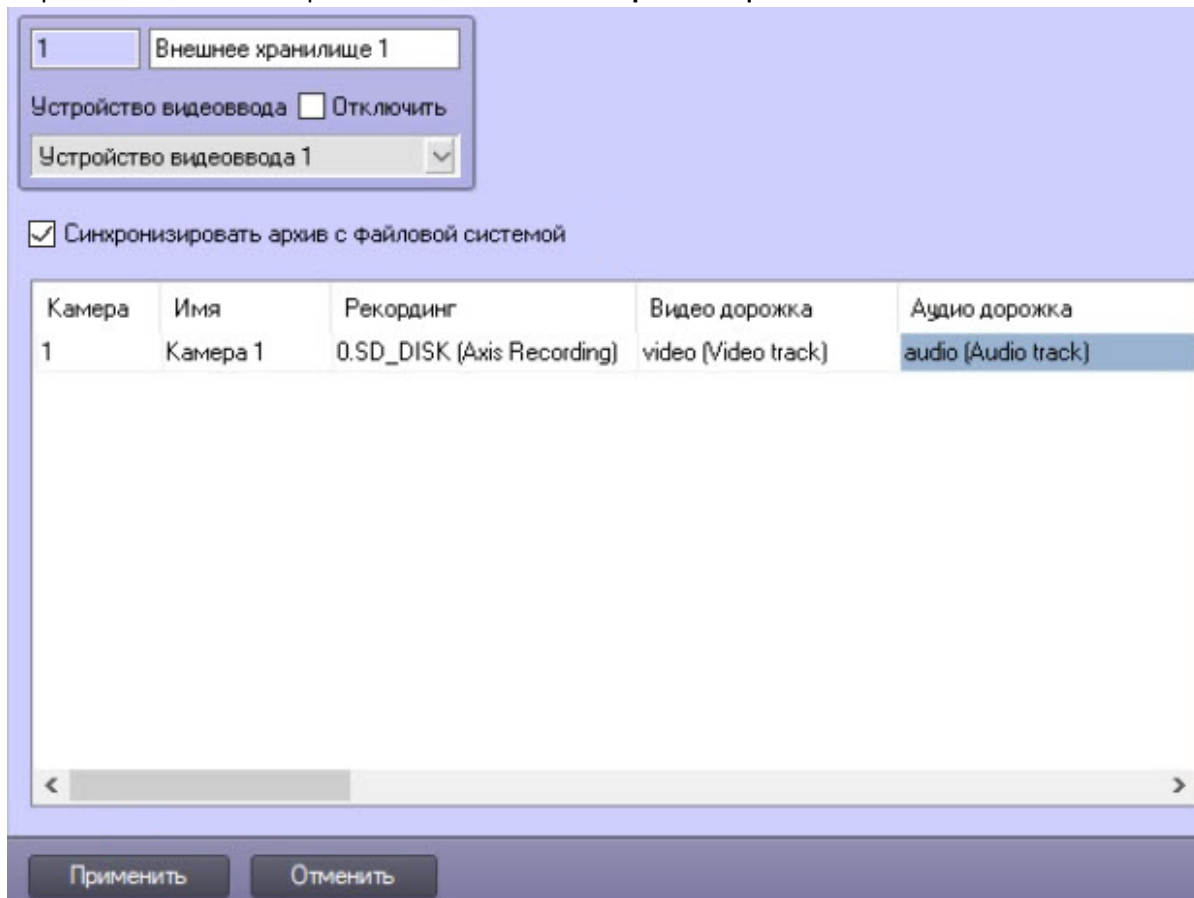 1 Внешнее хранилище 1
Устройство видеоввода Отключить
Устройство видеоввода 1
Синхронизировать архив с файловой системой
Камера Имя Рекординг Видео дорожка Аудио дорожка
1 Камера 1 0.SD_DISK (Axis Recording) video (Video track) audio (Audio track)
Применить Отменить